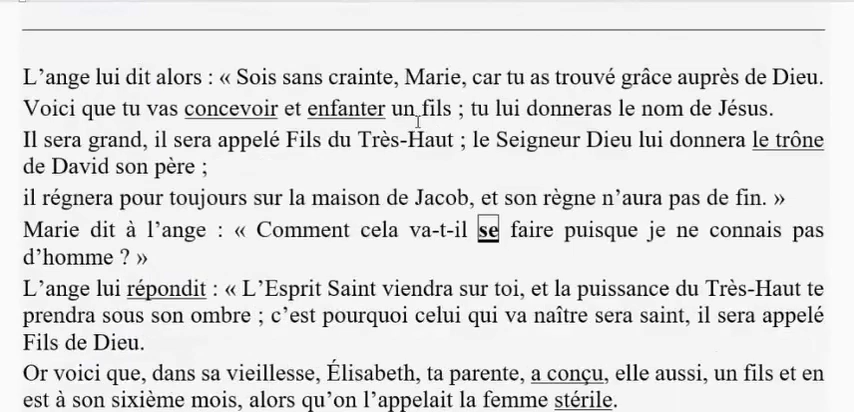 L’ange lui dit alors : « Sois sans crainte, Marie, car tu as trouvé grâce auprès de Dieu.
Voici que tu vas concevoir et enfanter un fils ; tu lui donneras le nom de Jésus.
Il sera grand, il sera appelé Fils du Très-Haut ; le Seigneur Dieu lui donnera le trône
de David son père ;
il régnera pour toujours sur la maison de Jacob, et son règne n’aura pas de fin. »
Marie dit à l’ange : « Comment cela va-t-il se faire puisque je ne connais pas
d’homme ? »
L’ange lui répondit : « L’Esprit Saint viendra sur toi, et la puissance du Très-Haut te
prendra sous son ombre ; c’est pourquoi celui qui va naître sera saint, il sera appelé
Fils de Dieu.
Or voici que, dans sa vieillesse, Élisabeth, ta parente, a conçu, elle aussi, un fils et en
est à son sixième mois, alors qu’on l’appelait la femme stérile.